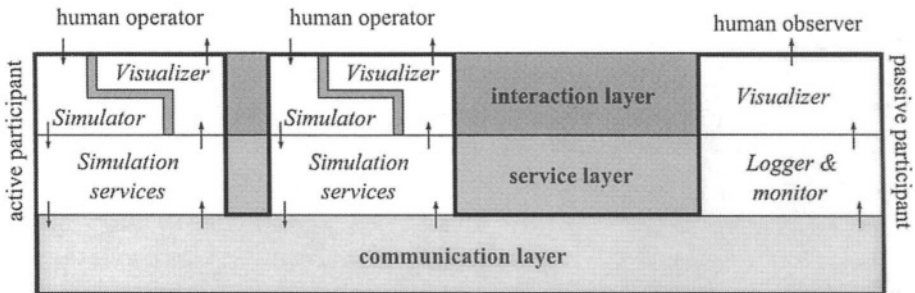 human operator
human operator
human observer
active participant
Visualizer
Simulator
Simulation
services
Visualizer
Simulator
Simulation
services
interaction layer
service layer
Visualizer
Logger &
monitor
passive participant
communication layer